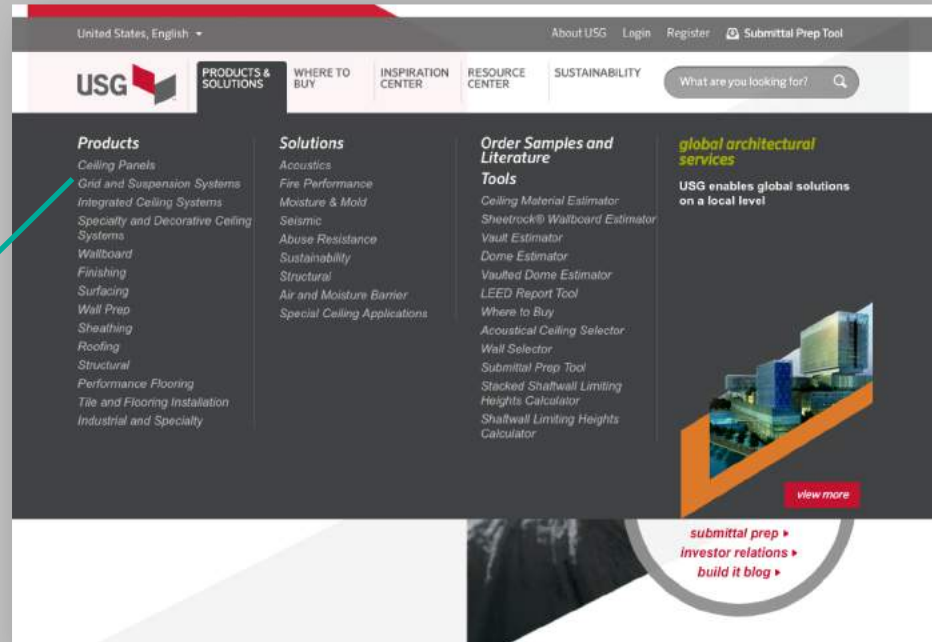 United States, English
About USG Login Register Submittal Prep Tool
USG
PRODUCTS &
SOLUTIONS
WHERE TO
BUY
INSPIRATION
CENTER
RESOURCE
CENTER
SUSTAINABILITY
What are you looking for?
Products
Ceiling Panels
Grid and Suspension Systems
Integrated Ceiling Systems
Specialty and Decorative Ceiling
Systems
Wallboard
Finishing
Surfacing
Wall Prep
Sheathing
Roofing
Structural
Performance Flooring
Tile and Flooring Installation
Industrial and Specialty
Solutions
Acoustics
Fire Performance
Moisture & Mold
Seismic
Abuse Resistance
Sustainability
Structural
Air and Moisture Barrier
Special Ceiling Applications
Order Samples and
Literature
Tools
Ceiling Material Estimator
Sheetrock® Wallboard Estimator
Vault Estimator
Dome Estimator
Vaulted Dome Estimator
LEED Report Tool
Where to Buy
Acoustical Ceiling Selector
Wall Selector
Submittal Prep Tool
Stacked Shaftwall Limiting
Heights Calculator
Shaftwall Limiting Heights
Calculator
global architectural
services
USG enables global solutions
on a local level
view more
submittal prep
investor relations
build it blog